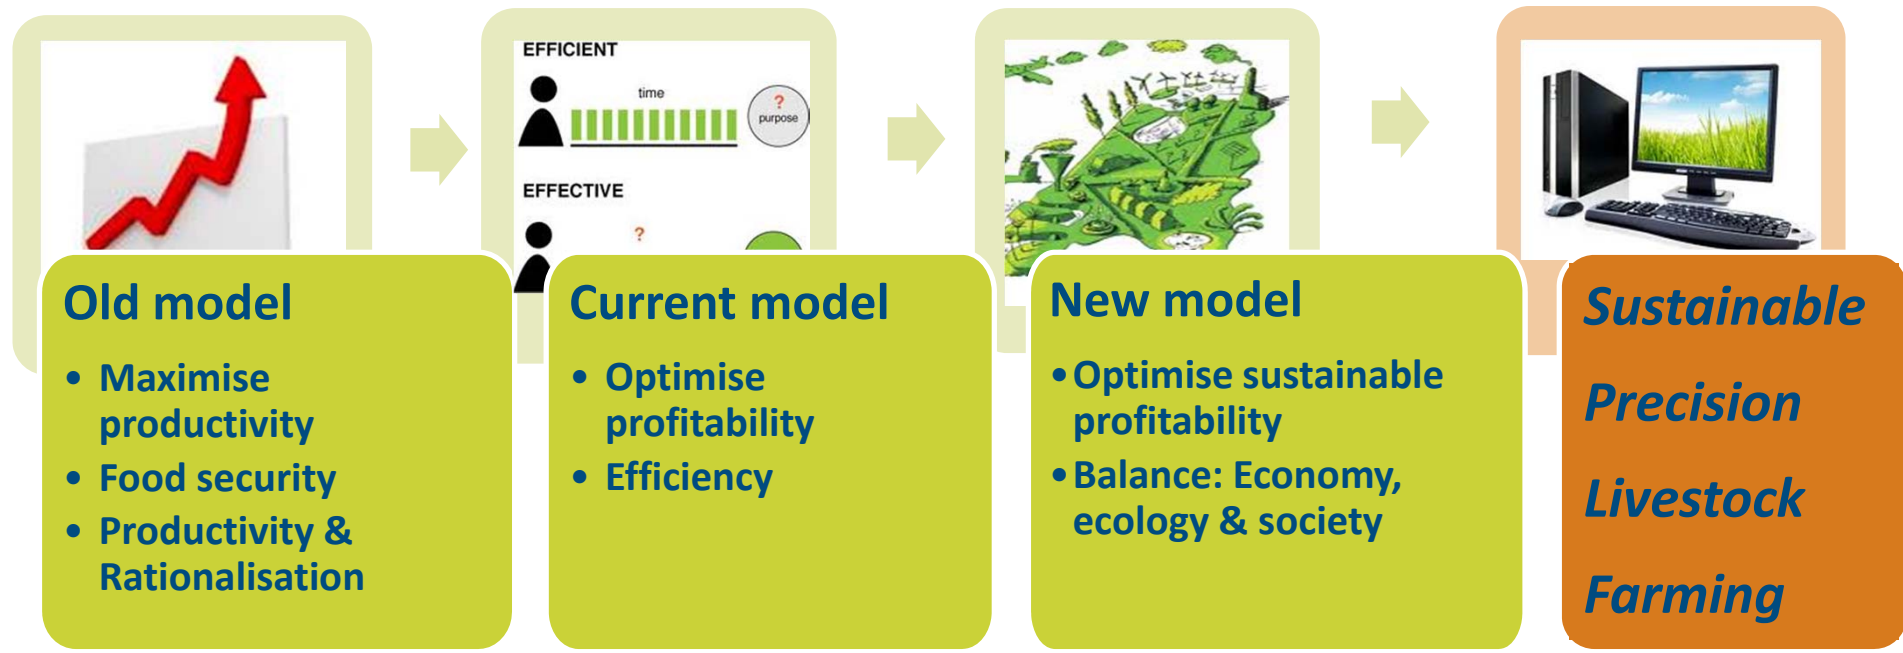 EFFICIENT
time
?
purpose
EFFECTIVE
?
Old model
• Maximise
productivity
• Food security
• Productivity &
Rationalisation
Current model
• Optimise
profitability
• Efficiency
New model
•Optimise sustainable
profitability
•Balance: Economy,
ecology & society
Sustainable
Precision
Livestock
Farming